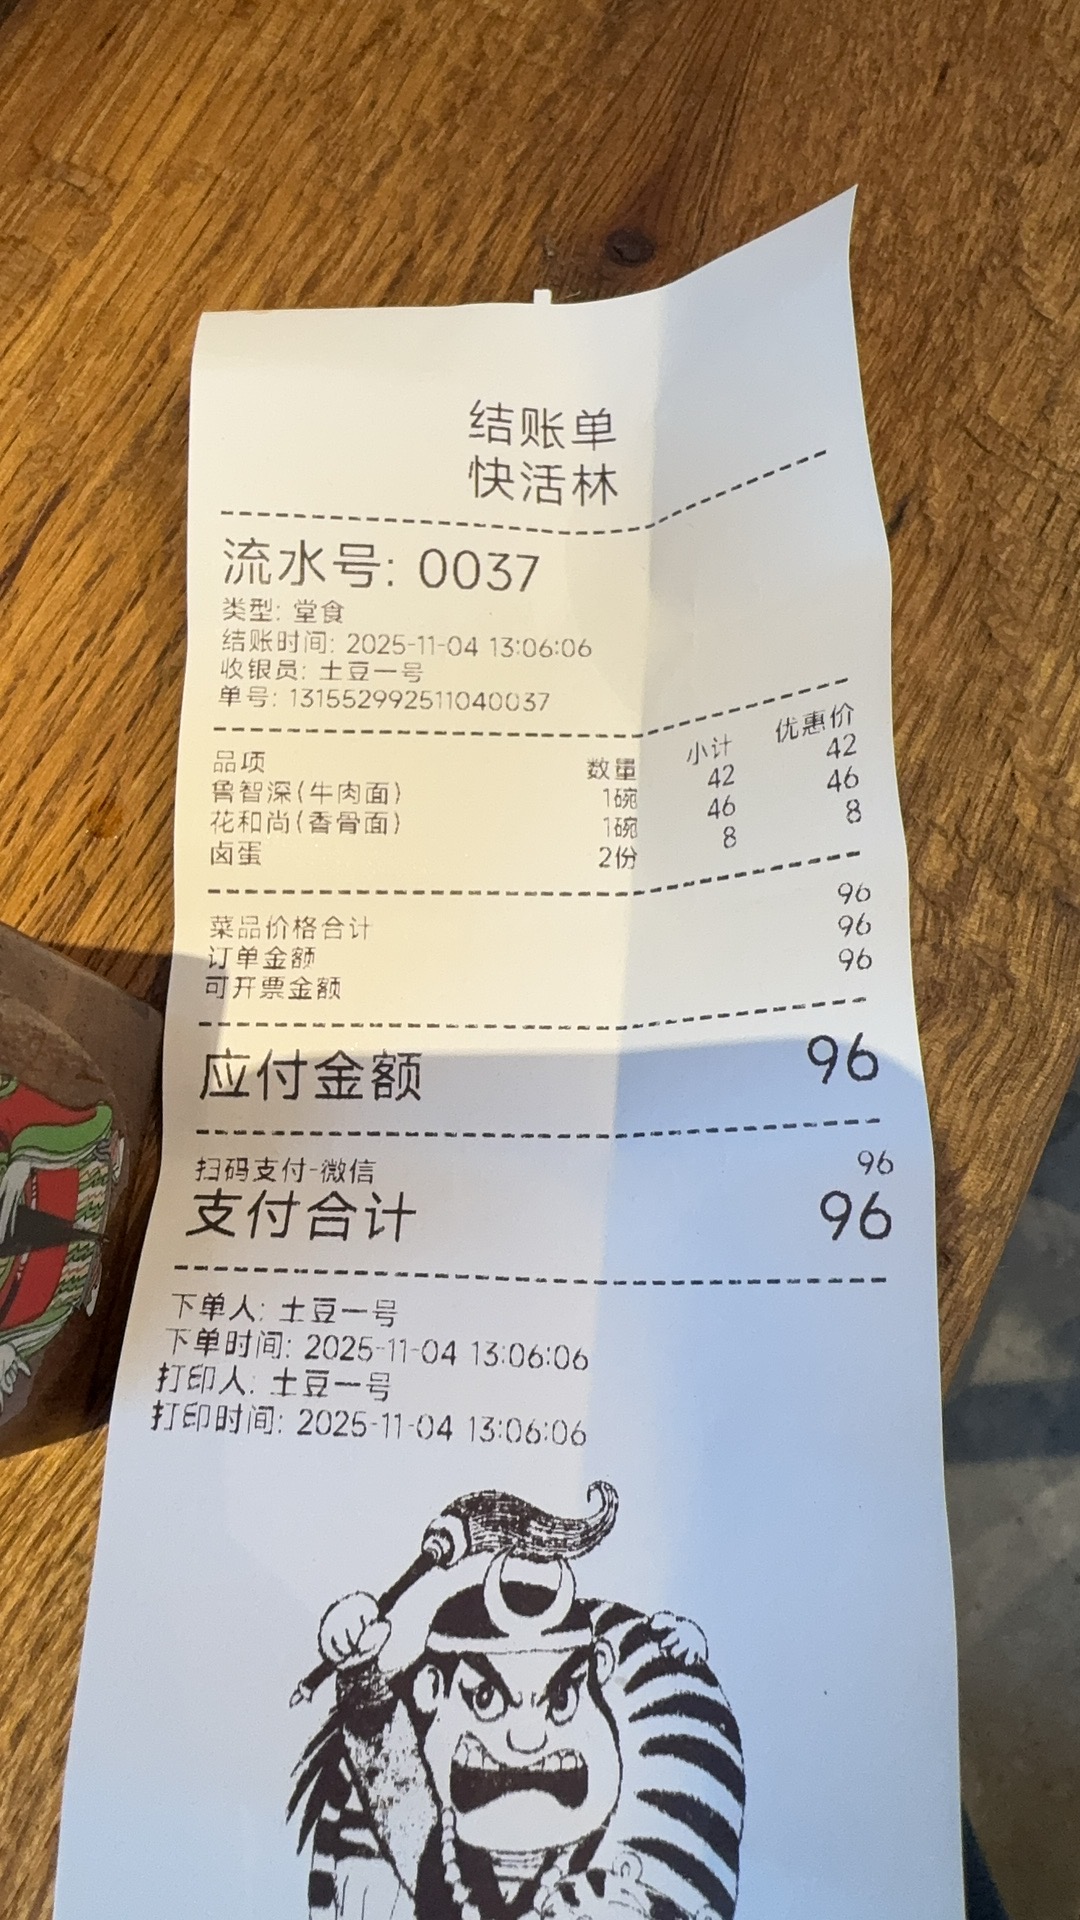 结账单
快活林
流水号: 0037
类型: 堂食
结账时间: 2025-11-04 13:06:06
收银员: 土豆一号
单号: 131552992511040037
品项 数量 小计 优惠价
鲁智深(牛肉面) 1碗 42 42
花和尚(香骨面) 1碗 46 46
卤蛋 2份 8 8
菜品价格合计 96
订单金额 96
可开票金额 96
应付金额 96
扫码支付-微信 96
支付合计 96
下单人: 土豆一号
下单时间: 2025-11-04 13:06:06
打印人: 土豆一号
打印时间: 2025-11-04 13:06:06